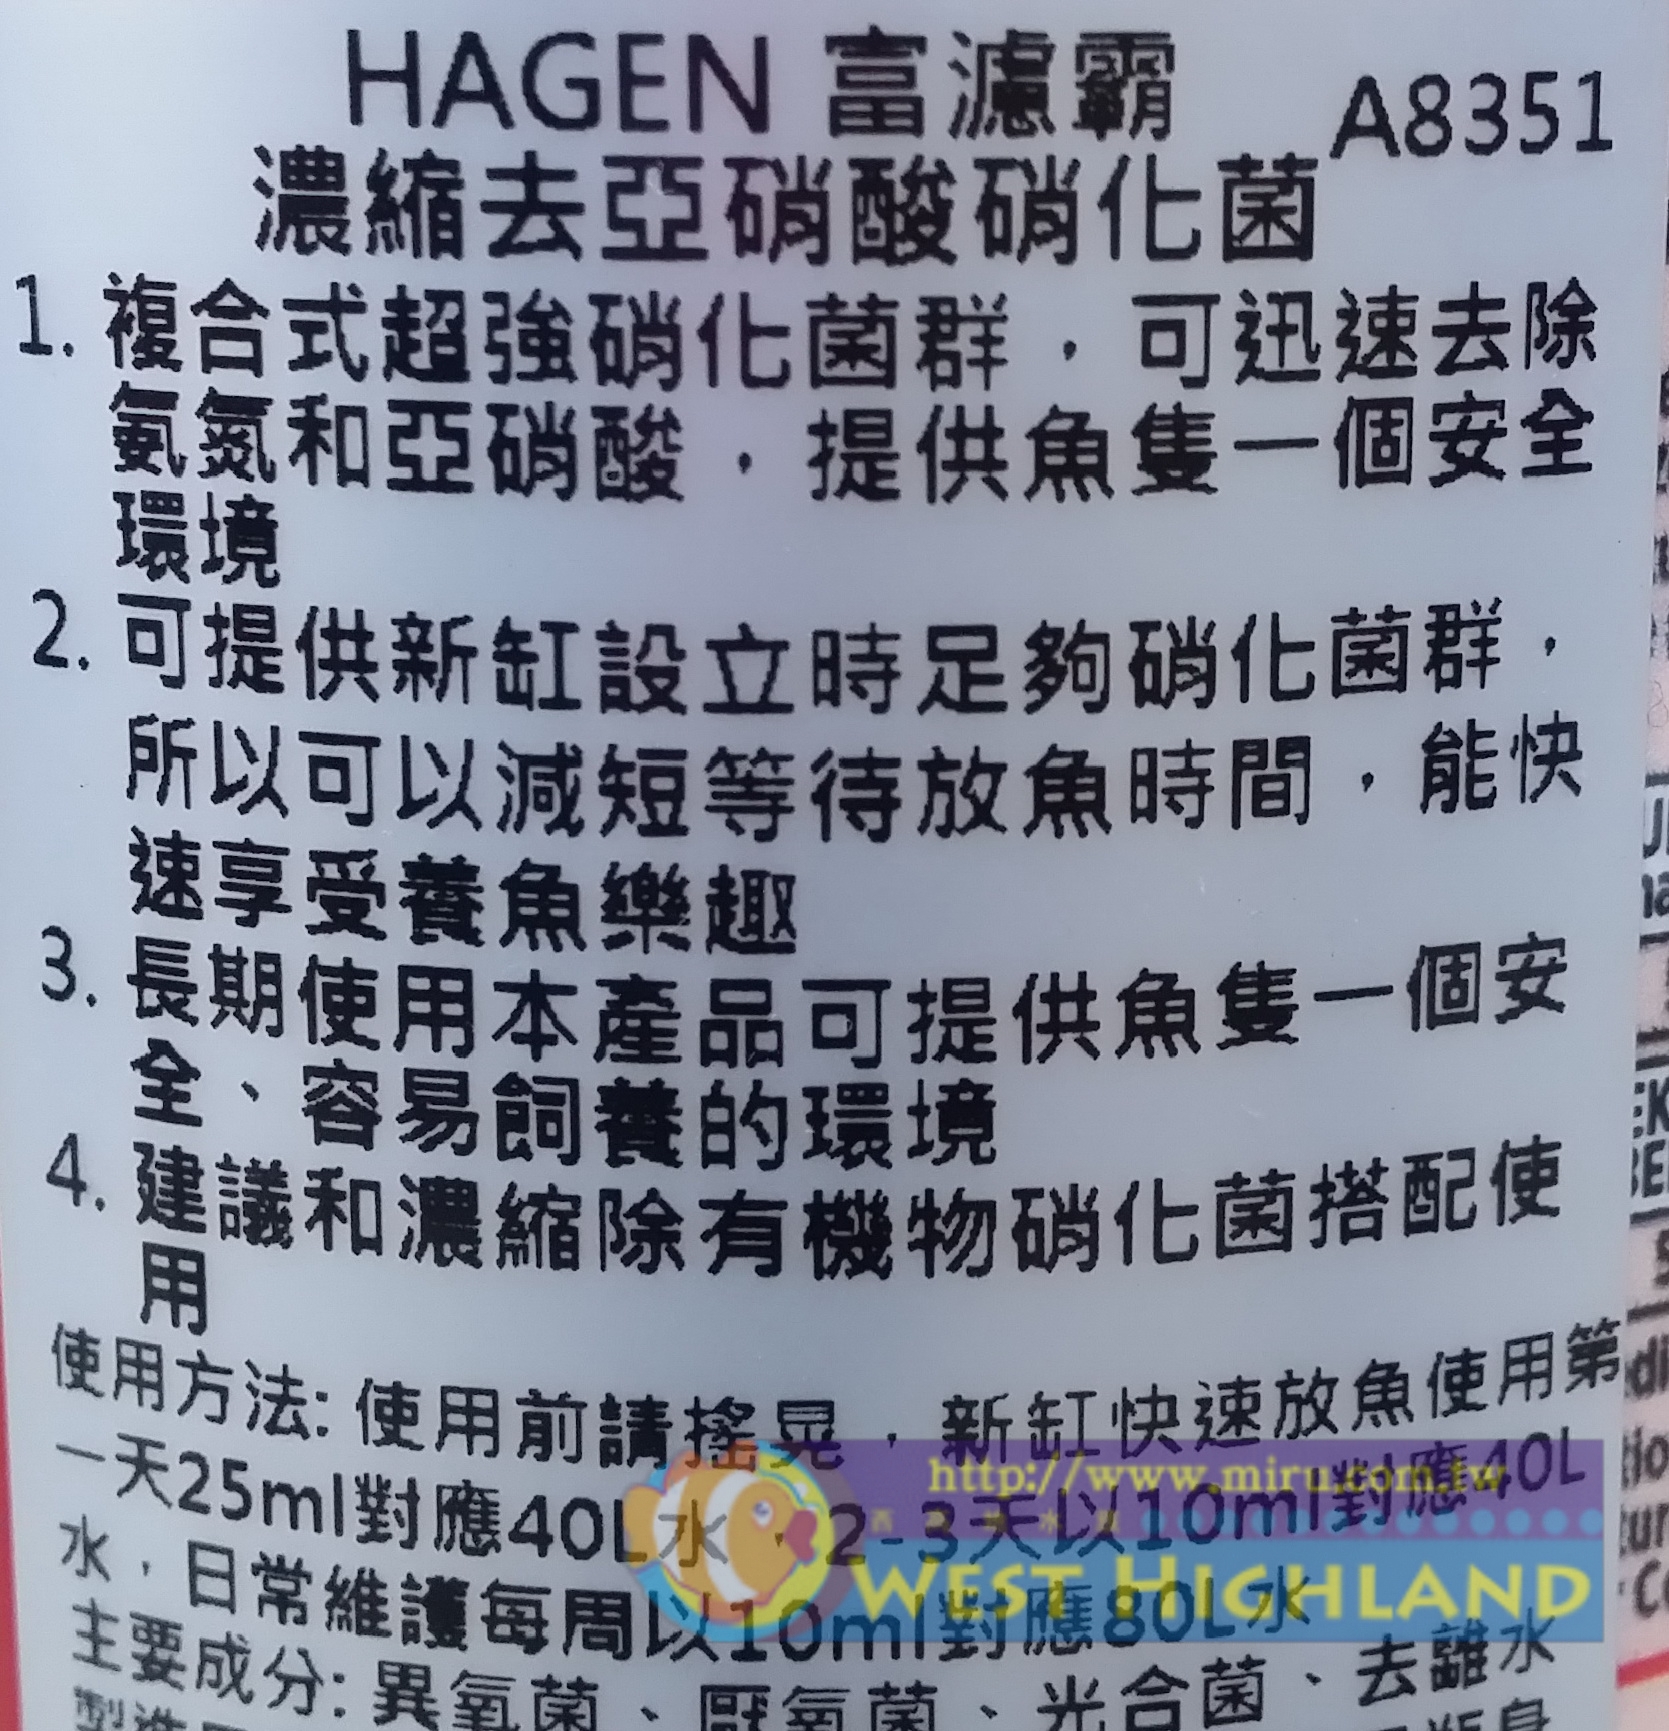 HAGEN 富濾霸 A8351
濃縮去亞硝酸硝化菌
1. 複合式超強硝化菌群，可迅速去除
氨氮和亞硝酸，提供魚隻一個安全
環境
2. 可提供新缸設立時足夠硝化菌群，
所以可以減短等待放魚時間，能快
速享受養魚樂趣
3. 長期使用本產品可提供魚隻一個安
全、容易飼養的環境
4. 建議和濃縮除有機物硝化菌搭配使
用
使用方法: 使用前請搖晃，新缸快速放魚使用第
一天25ml對應40L水，2-3天以10ml對應40L
水，日常維護每周以10ml對應80L水
主要成分: 異氧菌、厭氧菌、光合菌、去離水
http://www.miru.com.tw
WEST HIGHLAND